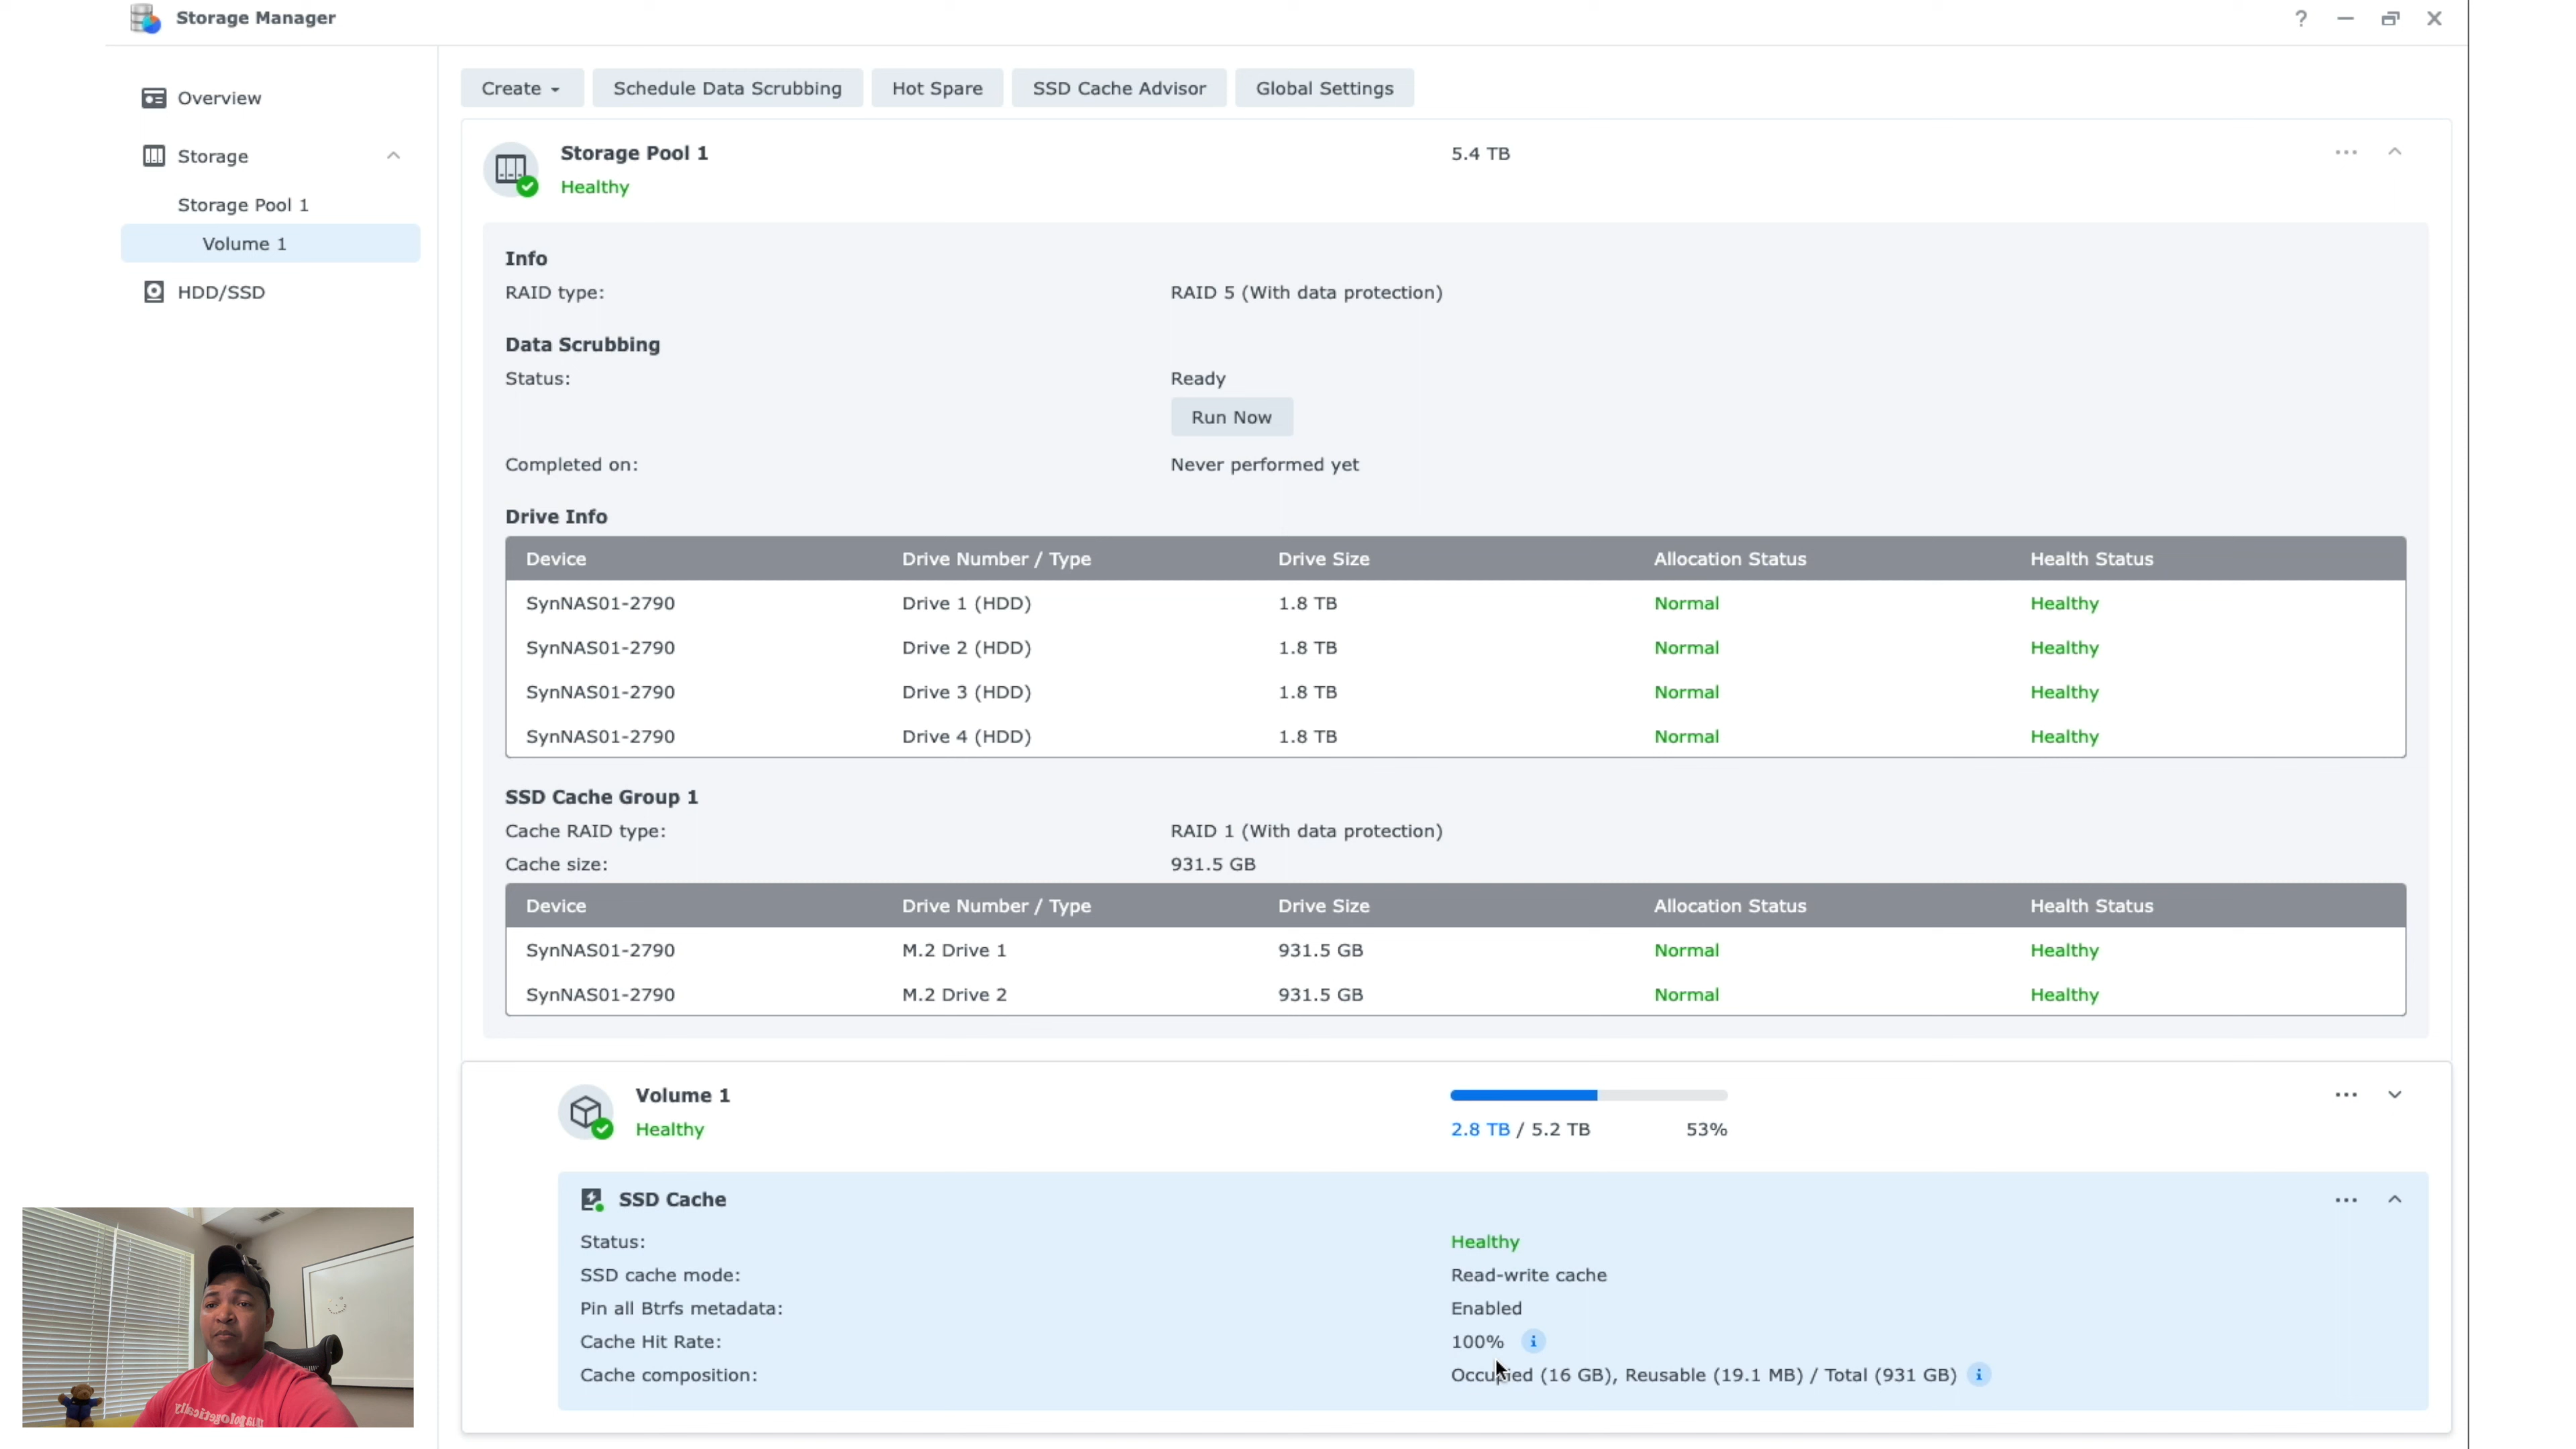 Storage Manager
?
Overview
Storage
Storage Pool 1
Volume 1
HDD/SSD
Create
Schedule Data Scrubbing
Hot Spare
SSD Cache Advisor
Global Settings
Storage Pool 1
5.4 TB
Healthy
Info
RAID type: RAID 5 (With data protection)
Data Scrubbing
Status: Ready
Run Now
Completed on: Never performed yet
Drive Info
Device Drive Number / Type Drive Size Allocation Status Health Status
SynNAS01-2790 Drive 1 (HDD) 1.8 TB Normal Healthy
SynNAS01-2790 Drive 2 (HDD) 1.8 TB Normal Healthy
SynNAS01-2790 Drive 3 (HDD) 1.8 TB Normal Healthy
SynNAS01-2790 Drive 4 (HDD) 1.8 TB Normal Healthy
SSD Cache Group 1
Cache RAID type: RAID 1 (With data protection)
Cache size: 931.5 GB
Device Drive Number / Type Drive Size Allocation Status Health Status
SynNAS01-2790 M.2 Drive 1 931.5 GB Normal Healthy
SynNAS01-2790 M.2 Drive 2 931.5 GB Normal Healthy
Volume 1
Healthy
2.8 TB / 5.2 TB 53%
SSD Cache
Status: Healthy
SSD cache mode: Read-write cache
Pin all Btrfs metadata: Enabled
Cache Hit Rate: 100%
Cache composition: Occupied (16 GB), Reusable (19.1 MB) / Total (931 GB)